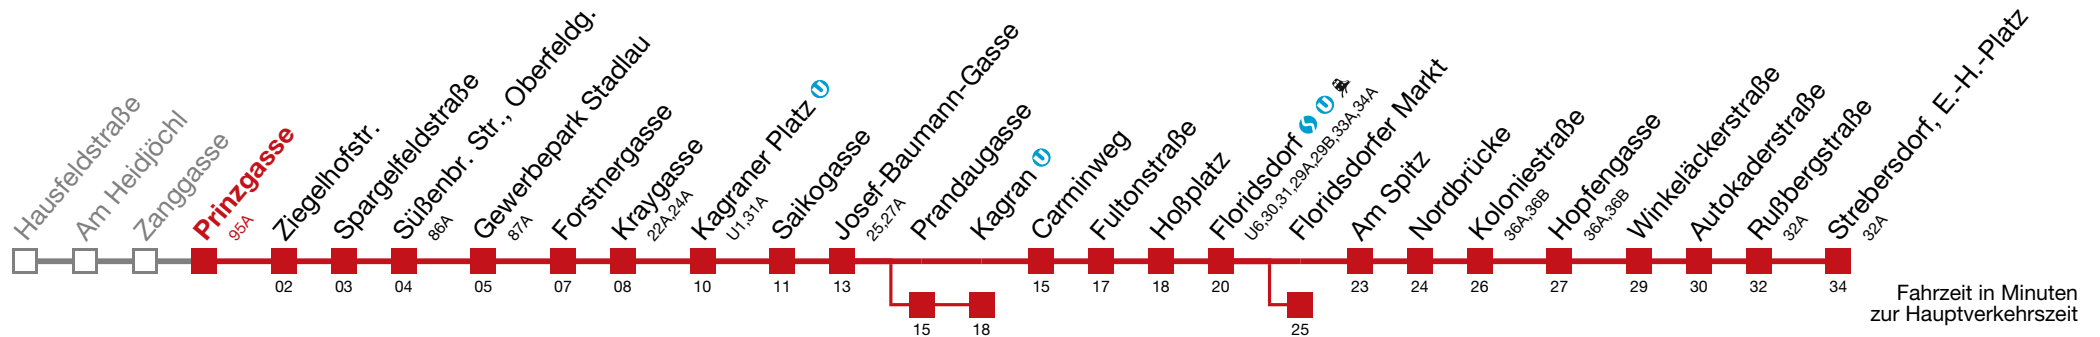 Hausfeldstraße
Am Heidjöchl
Zanggasse
Prinzgasse
95A
Ziegelhofstr.
Spargelfeldstraße
Süßenbr. Str., Oberfeldg.
86A
Gewerbepark Stadlau
87A
Forstnergasse
Kraygasse
22A,24A
Kagraner Platz U
U1,31A
Saikogasse
Josef-Baumann-Gasse
25,27A
Prandaugasse
Kagran U
Carminweg
Fultonstraße
Hoßplatz
Floridsdorf S U
U6,30,31,29A,29B,33A,34A
Floridsdorfer Markt
Am Spitz
Nordbrücke
Koloniestraße
36A,36B
Hopfengasse
36A,36B
Winkeläckerstraße
Autokaderstraße
Rußbergstraße
32A
Strebersdorf, E.-H.-Platz
32A
02 03 04 05 07 08 10 11 13 15 17 18 20 23 24 26 27 29 30 32 34
15 18 25
Fahrzeit in Minuten
zur Hauptverkehrszeit